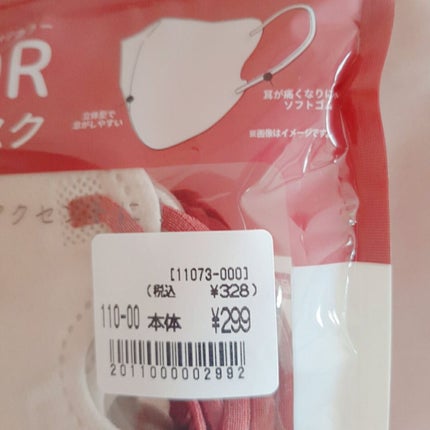 OR
スク
立体型で
息がしやすい
耳が痛くなりに
ソフトゴム
※画像はイメージです。
アクセン
[11073-000]
(税込 ¥328)
110-00 本体 ¥299
2011000002992